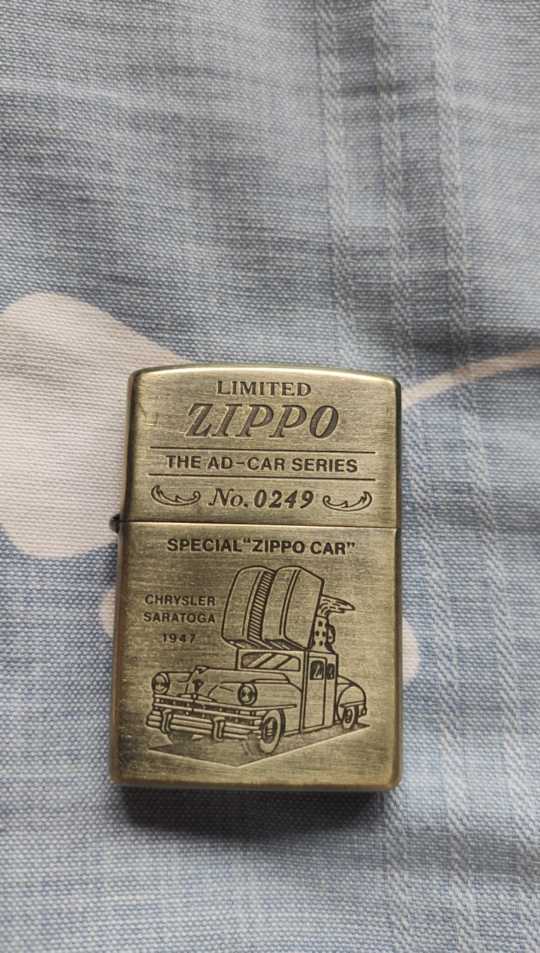 LIMITED
ZIPPO
THE AD-CAR SERIES
No. 0249
SPECIAL "ZIPPO CAR"
CHRYSLER
SARATOGA
1947